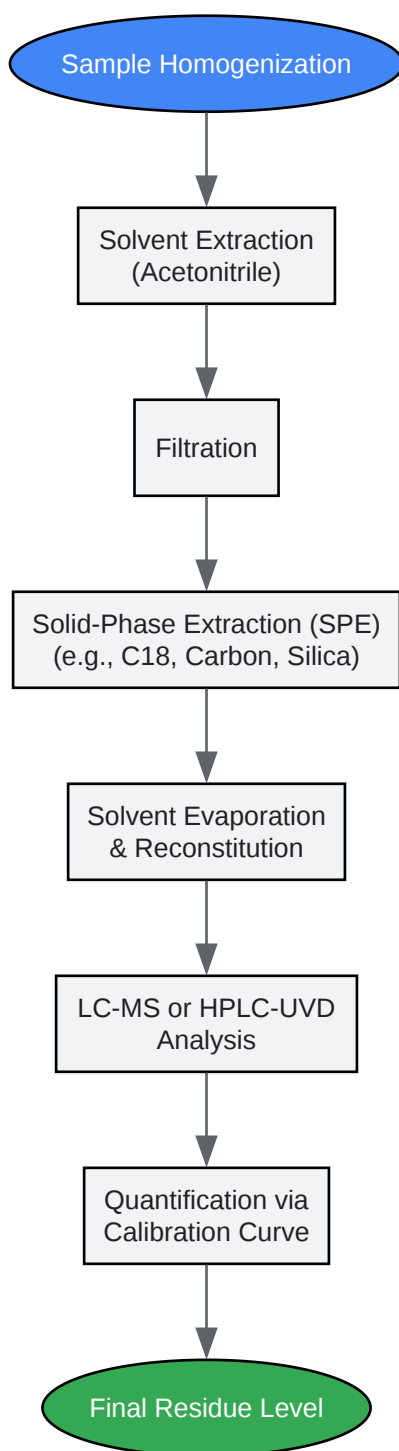 Sample Homogenization
Solvent Extraction
(Acetonitrile)
Filtration
Solid-Phase Extraction (SPE)
(e.g., C18, Carbon, Silica)
Solvent Evaporation
& Reconstitution
LC-MS or HPLC-UVD
Analysis
Quantification via
Calibration Curve
Final Residue Level